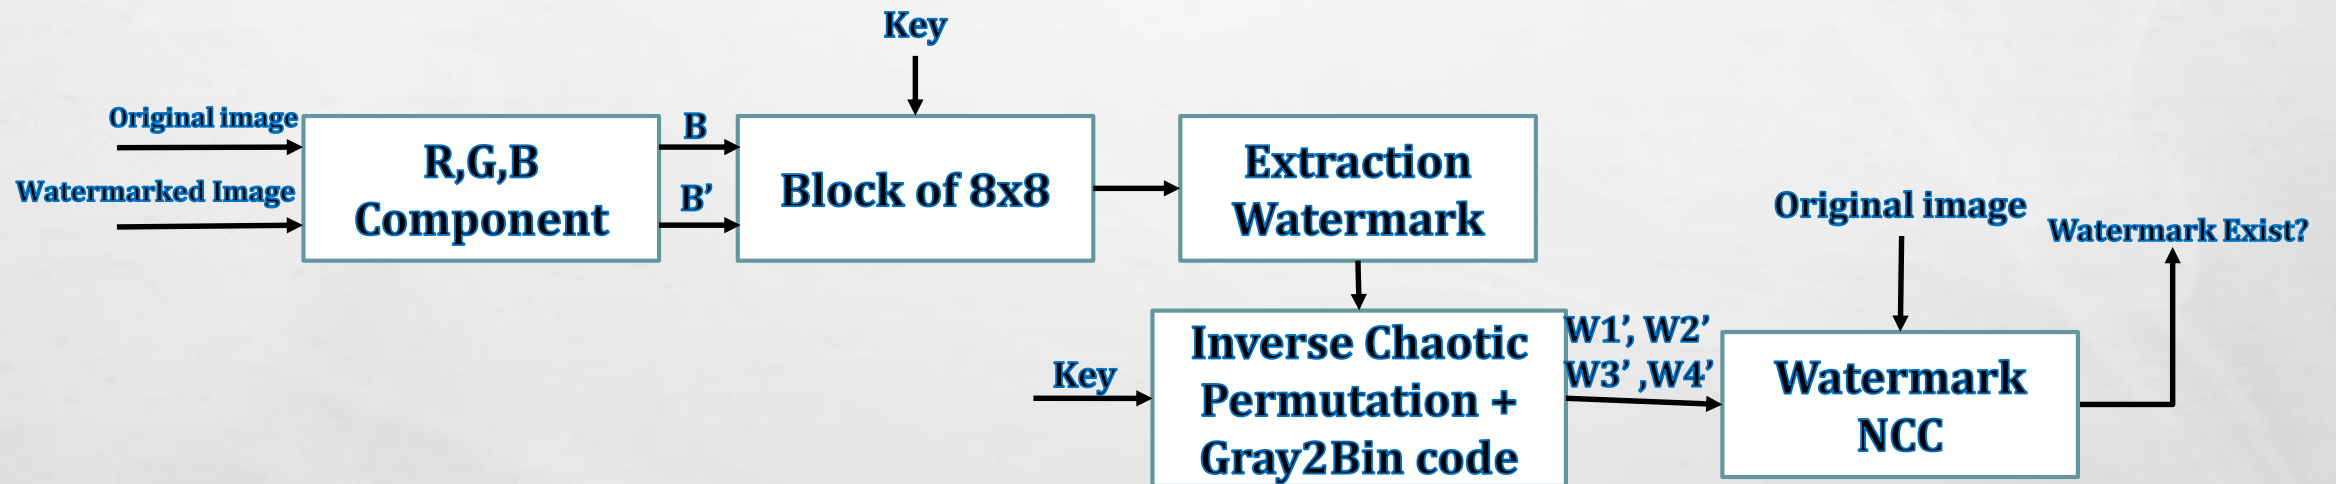 Key
Original image
Watermarked Image
R,G,B
Component
B
B’
Block of 8x8
Extraction
Watermark
Key
Inverse Chaotic
Permutation +
Gray2Bin code
W1’, W2’
W3’ ,W4’
Original image
Watermark
NCC
Watermark Exist?